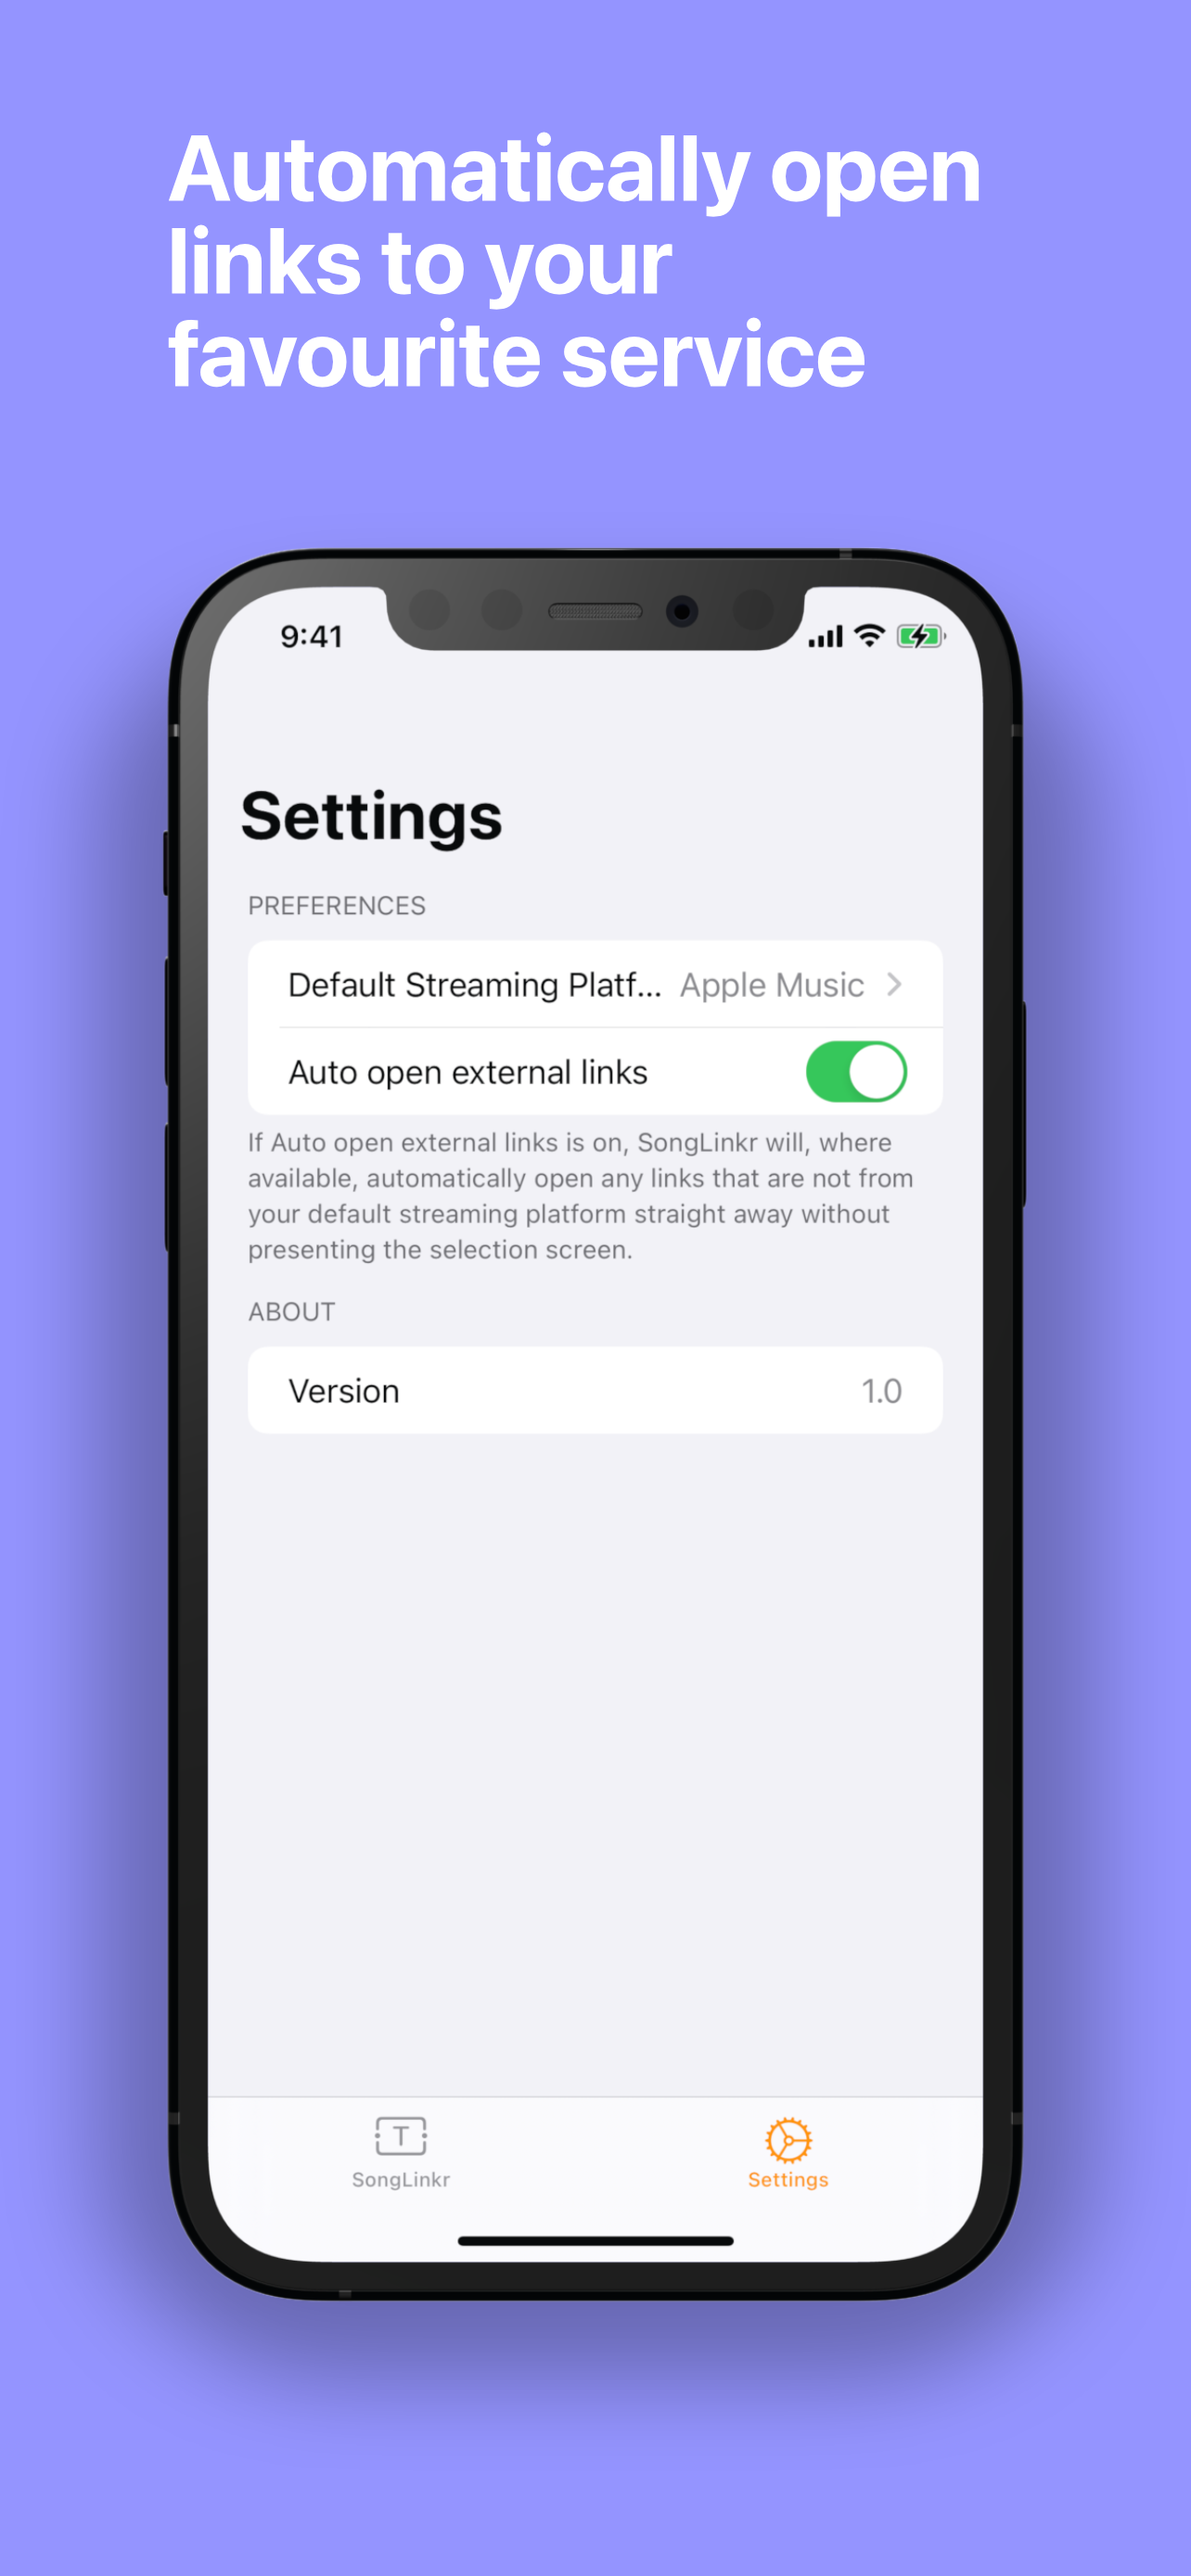 Automatically open
links to your
favourite service
9:41
Settings
PREFERENCES
Default Streaming Platf... Apple Music
Auto open external links
If Auto open external links is on, SongLinkr will, where
available, automatically open any links that are not from
your default streaming platform straight away without
presenting the selection screen.
ABOUT
Version 1.0
T
SongLinkr Settings